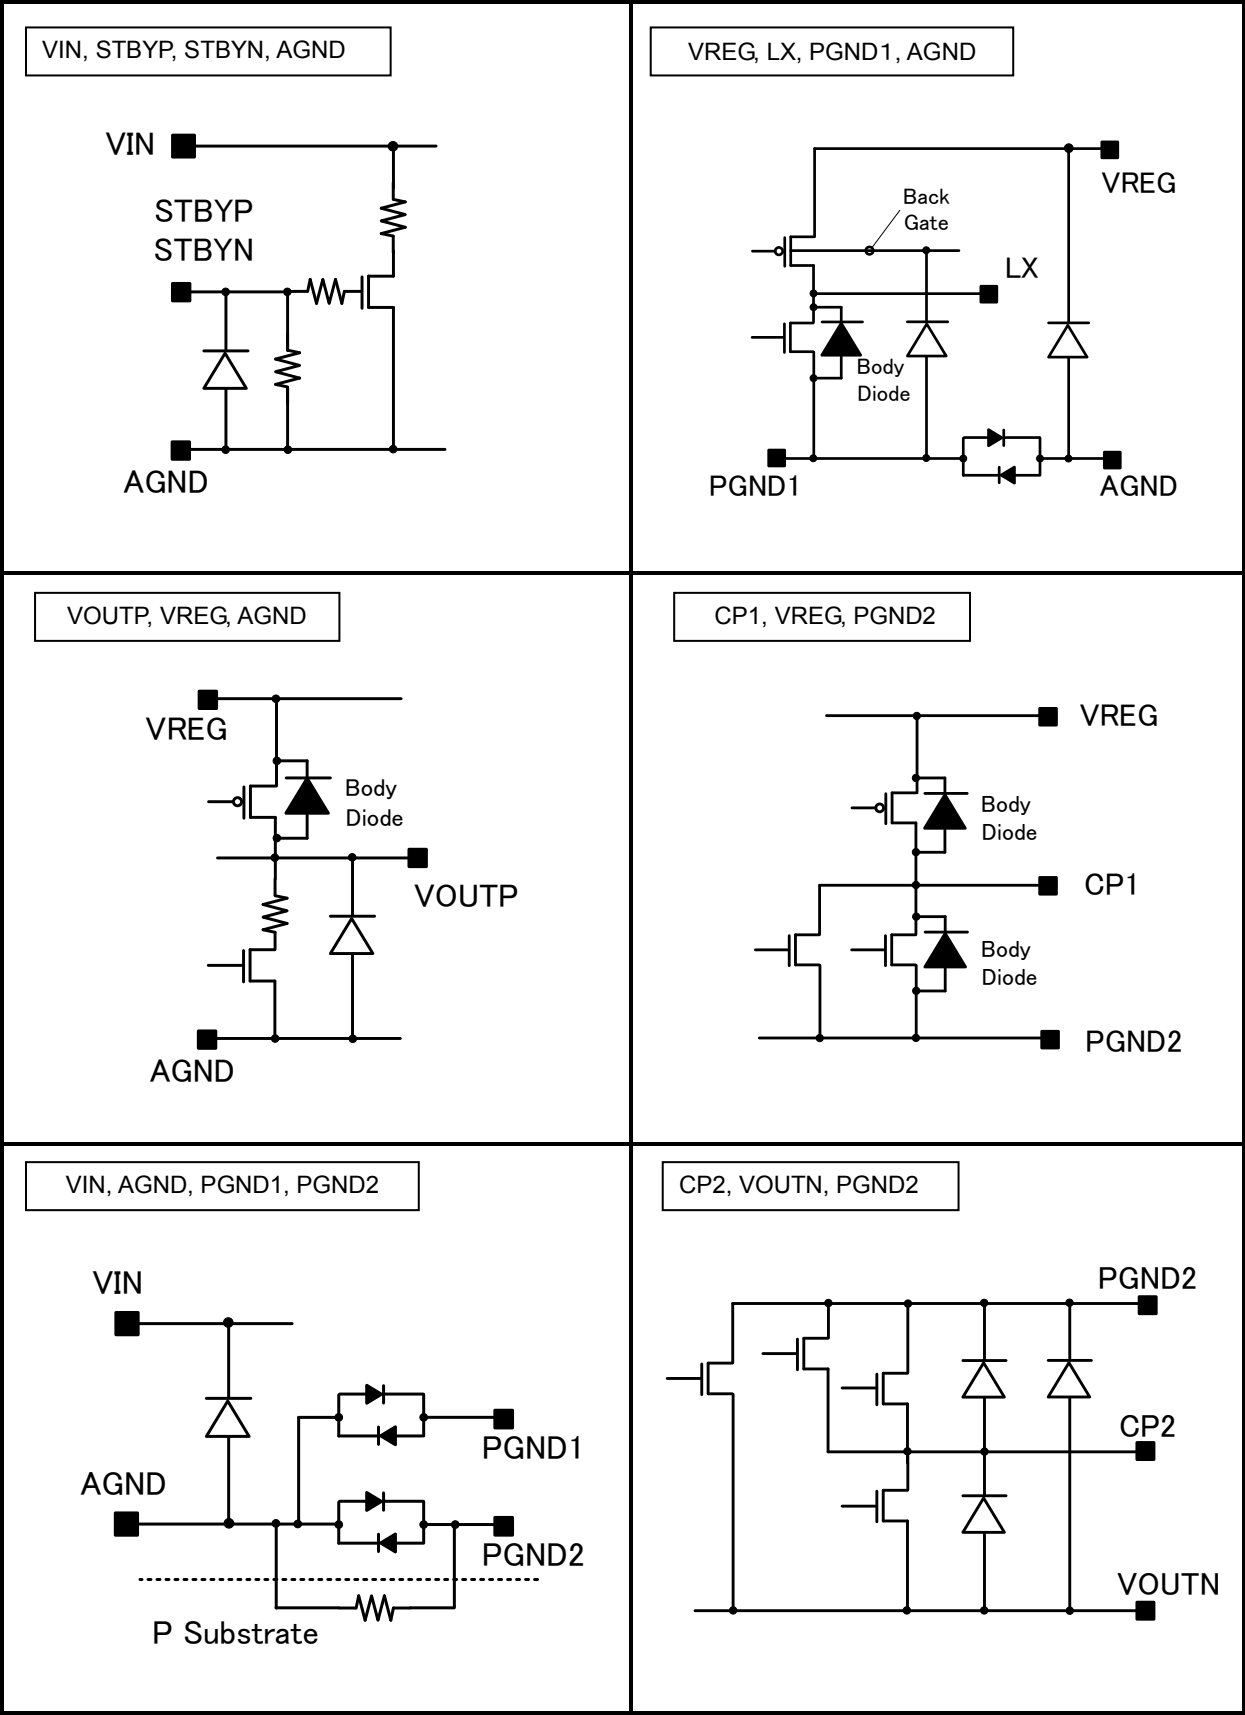 VIN, STBYP, STBYN, AGND
VIN
STBYP
STBYN
AGND
VREG, LX, PGND1, AGND
VREG
Back
Gate
LX
Body
Diode
PGND1
AGND
VOUTP, VREG, AGND
VREG
Body
Diode
VOUTP
AGND
CP1, VREG, PGND2
VREG
Body
Diode
CP1
Body
Diode
PGND2
VIN, AGND, PGND1, PGND2
VIN
PGND1
AGND
PGND2
P Substrate
CP2, VOUTN, PGND2
PGND2
CP2
VOUTN